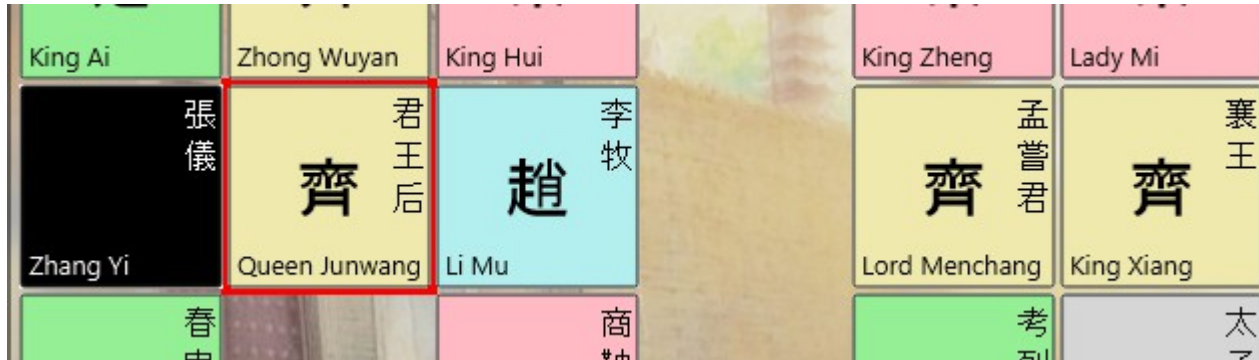 King Ai
Zhong Wuyan
King Hui
King Zheng
Lady Mi
張儀
Zhang Yi
君王后
齊
Queen Junwang
李牧
趙
Li Mu
孟嘗君
齊
Lord Menchang
襄王
齊
King Xiang
春
商
考
太